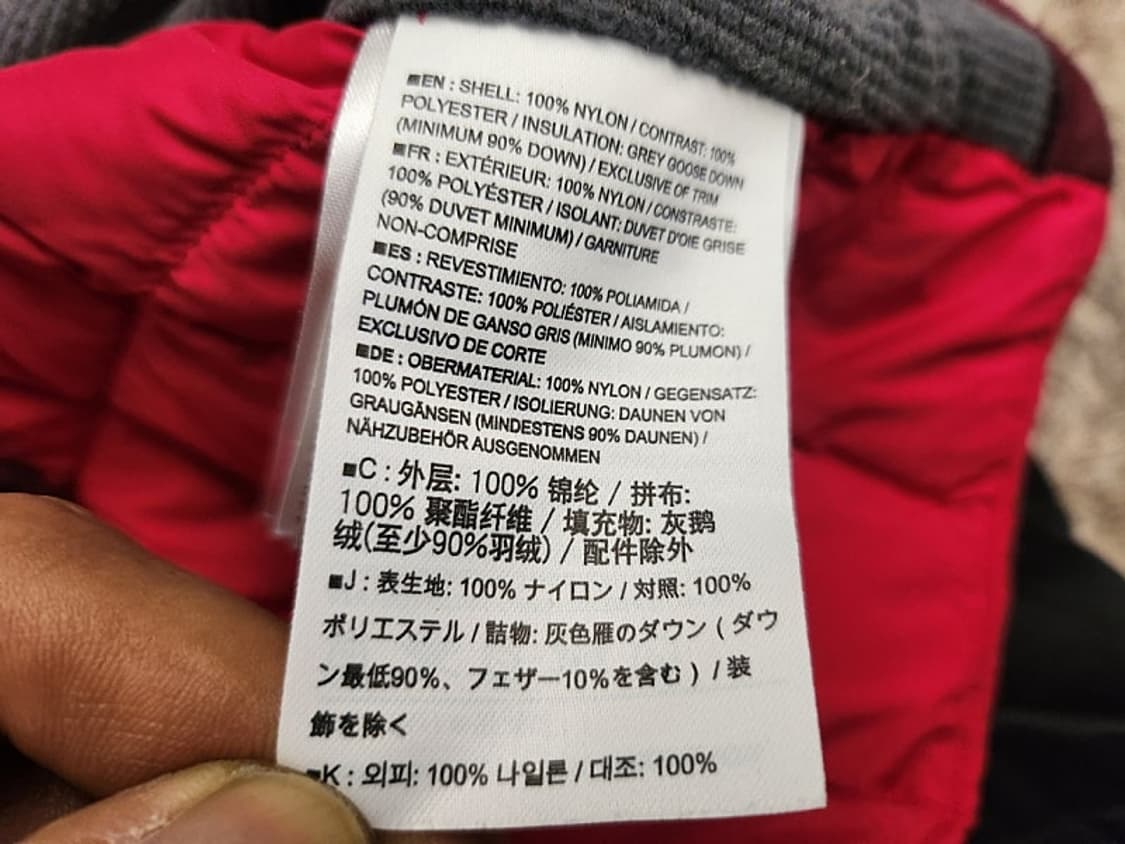 ■EN : SHELL: 100% NYLON / CONTRAST: 100%
POLYESTER / INSULATION: GREY GOOSE DOWN
(MINIMUM 90% DOWN) / EXCLUSIVE OF TRIM
■FR : EXTÉRIEUR: 100% NYLON / CONSTRASTE:
100% POLYÉSTER / ISOLANT: DUVET D'OIE GRISE
(90% DUVET MINIMUM) / GARNITURE
NON-COMPRISE
■ES : REVESTIMIENTO: 100% POLIAMIDA /
CONTRASTE: 100% POLIÉSTER / AISLAMIENTO:
PLUMÓN DE GANSO GRIS (MINIMO 90% PLUMON) /
EXCLUSIVO DE CORTE
■DE : OBERMATERIAL: 100% NYLON / GEGENSATZ:
100% POLYESTER / ISOLIERUNG: DAUNEN VON
GRAUGÄNSEN (MINDESTENS 90% DAUNEN) /
NÄHZUBEHÖR AUSGENOMMEN
■C : 外层: 100% 锦纶 / 拼布:
100% 聚酯纤维 / 填充物: 灰鹅
绒(至少90%羽绒) / 配件除外
■J : 表生地: 100% ナイロン / 対照: 100%
ポリエステル / 詰物: 灰色雁のダウン ( ダウ
ン最低90%、フェザー10%を含む ) / 装
飾を除く
■K : 외피: 100% 나일론 / 대조: 100%